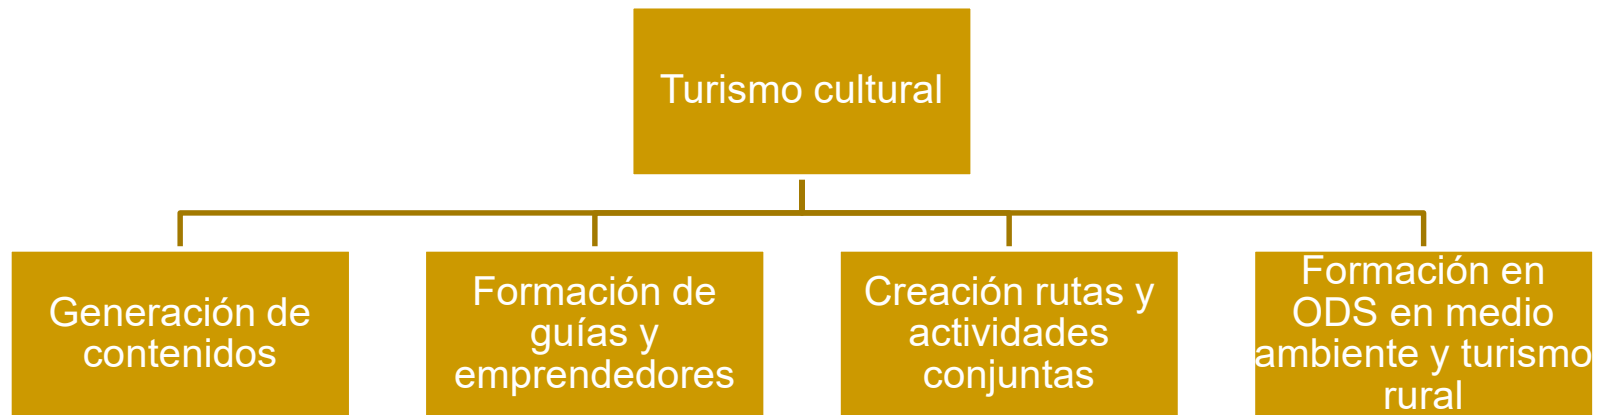 Turismo cultural
Generación de
contenidos
Formación de
guías y
emprendedores
Creación rutas y
actividades
conjuntas
Formación en
ODS en medio
ambiente y turismo
rural